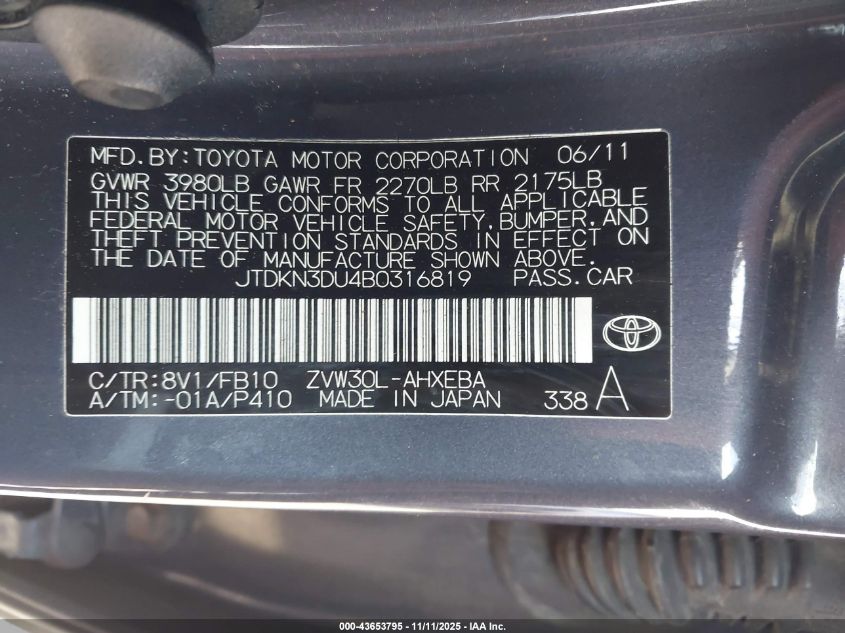 MFD.BY:TOYOTA MOTOR CORPORATION 06/11
GVWR 3980LB GAWR FR 2270LB RR 2175LB
THIS VEHICLE CONFORMS TO ALL APPLICABLE
FEDERAL MOTOR VEHICLE SAFETY, BUMPER, AND
THEFT PREVENTION STANDARDS IN EFFECT ON
THE DATE OF MANUFACTURE SHOWN ABOVE.
JTDKN3DU4B0316819 PASS.CAR
C/TR:8V1/FB10 ZVW30L-AHXEBA
A/TM:-01A/P410 MADE IN JAPAN 338 A
000-43653795 - 11/11/2025 - IAA Inc.